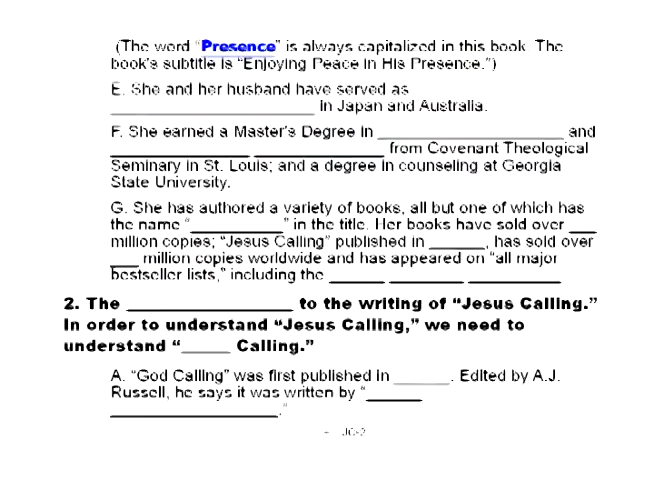 (The word “Presence” is always capitalized in this book. The
book’s subtitle is “Enjoying Peace in His Presence.”)
E. She and her husband have served as
______________________ in Japan and Australia.
F. She earned a Master’s Degree in ____________________ and
_______________ ______________ from Covenant Theological
Seminary in St. Louis; and a degree in counseling at Georgia
State University.
G. She has authored a variety of books, all but one of which has
the name “__________” in the title. Her books have sold over ___
million copies; “Jesus Calling” published in ______, has sold over
___ million copies worldwide and has appeared on “all major
bestseller lists,” including the ______ ________ __________
2. The __________________ to the writing of “Jesus Calling.”
In order to understand “Jesus Calling,” we need to
understand “_____ Calling.”
A. “God Calling” was first published in ______. Edited by A.J.
Russell, he says it was written by “______
__________________.”
- JC-2